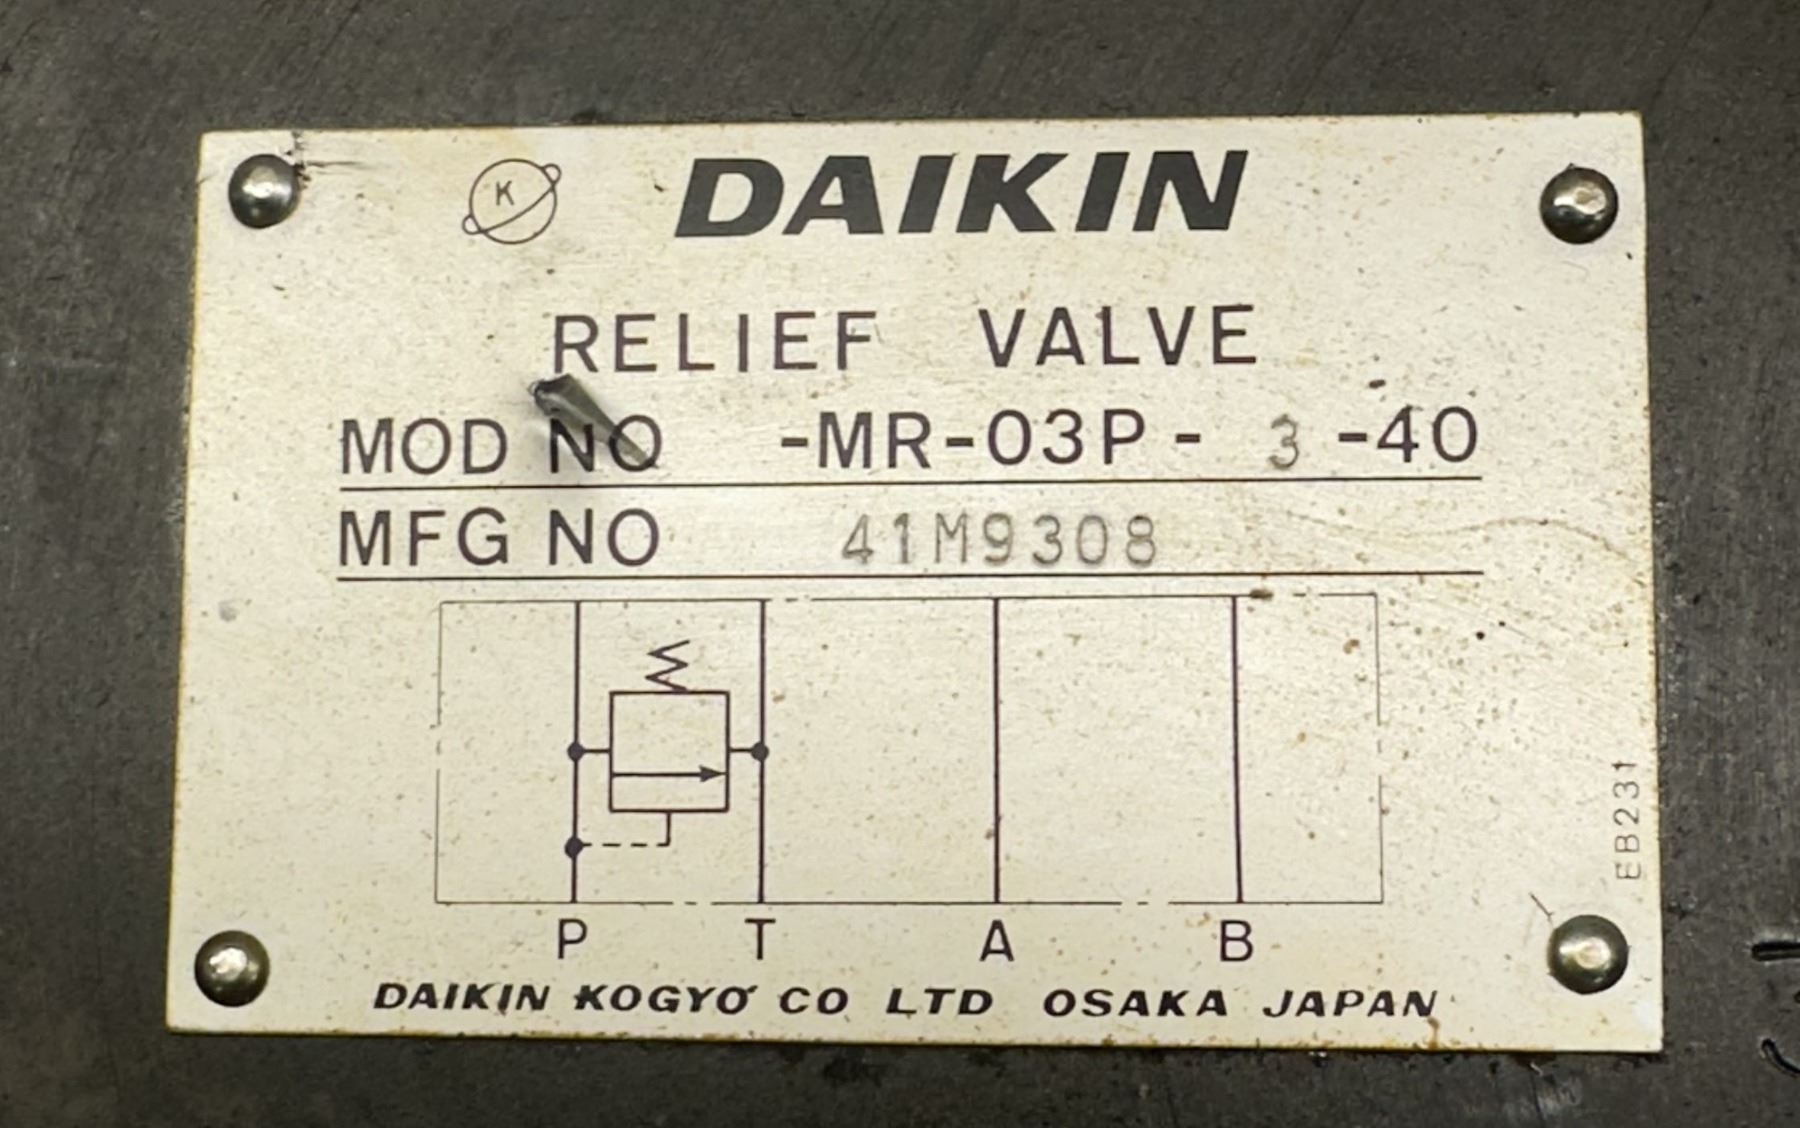 K DAIKIN
RELIEF VALVE
MOD NO -MR-03P- 3 -40
MFG NO 41M9308
P T A B
EB231
DAIKIN KOGYO CO LTD OSAKA JAPAN